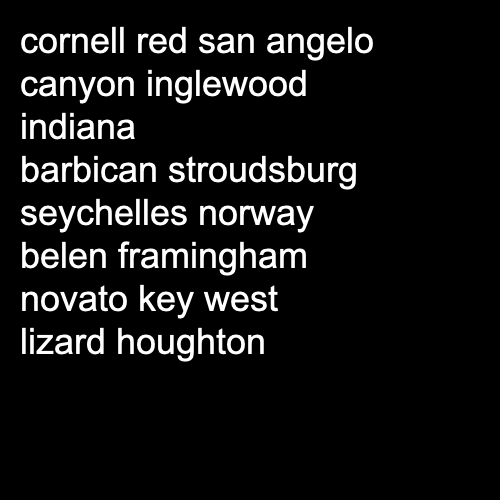 cornell red san angelo
canyon inglewood
indiana
barbican stroudsburg
seychelles norway
belen framingham
novato key west
lizard houghton